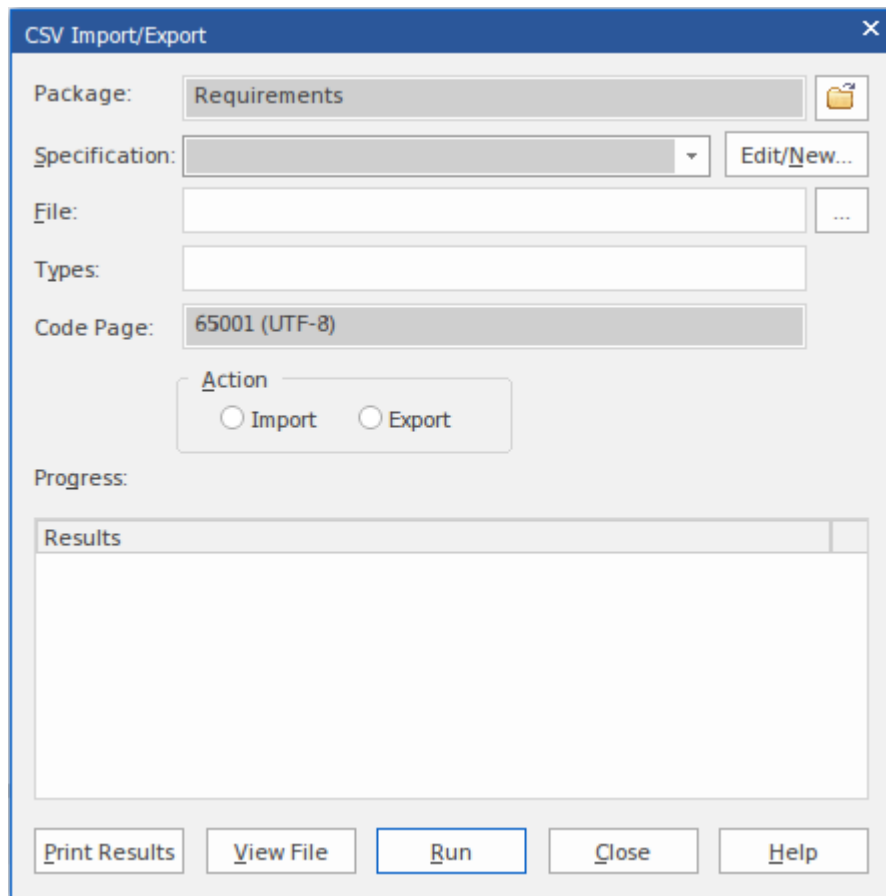 CSV Import/Export
Package: Requirements
Specification: Edit/New...
File: ...
Types:
Code Page: 65001 (UTF-8)
Action
Import Export
Progress:
Results
Print Results View File Run Close Help